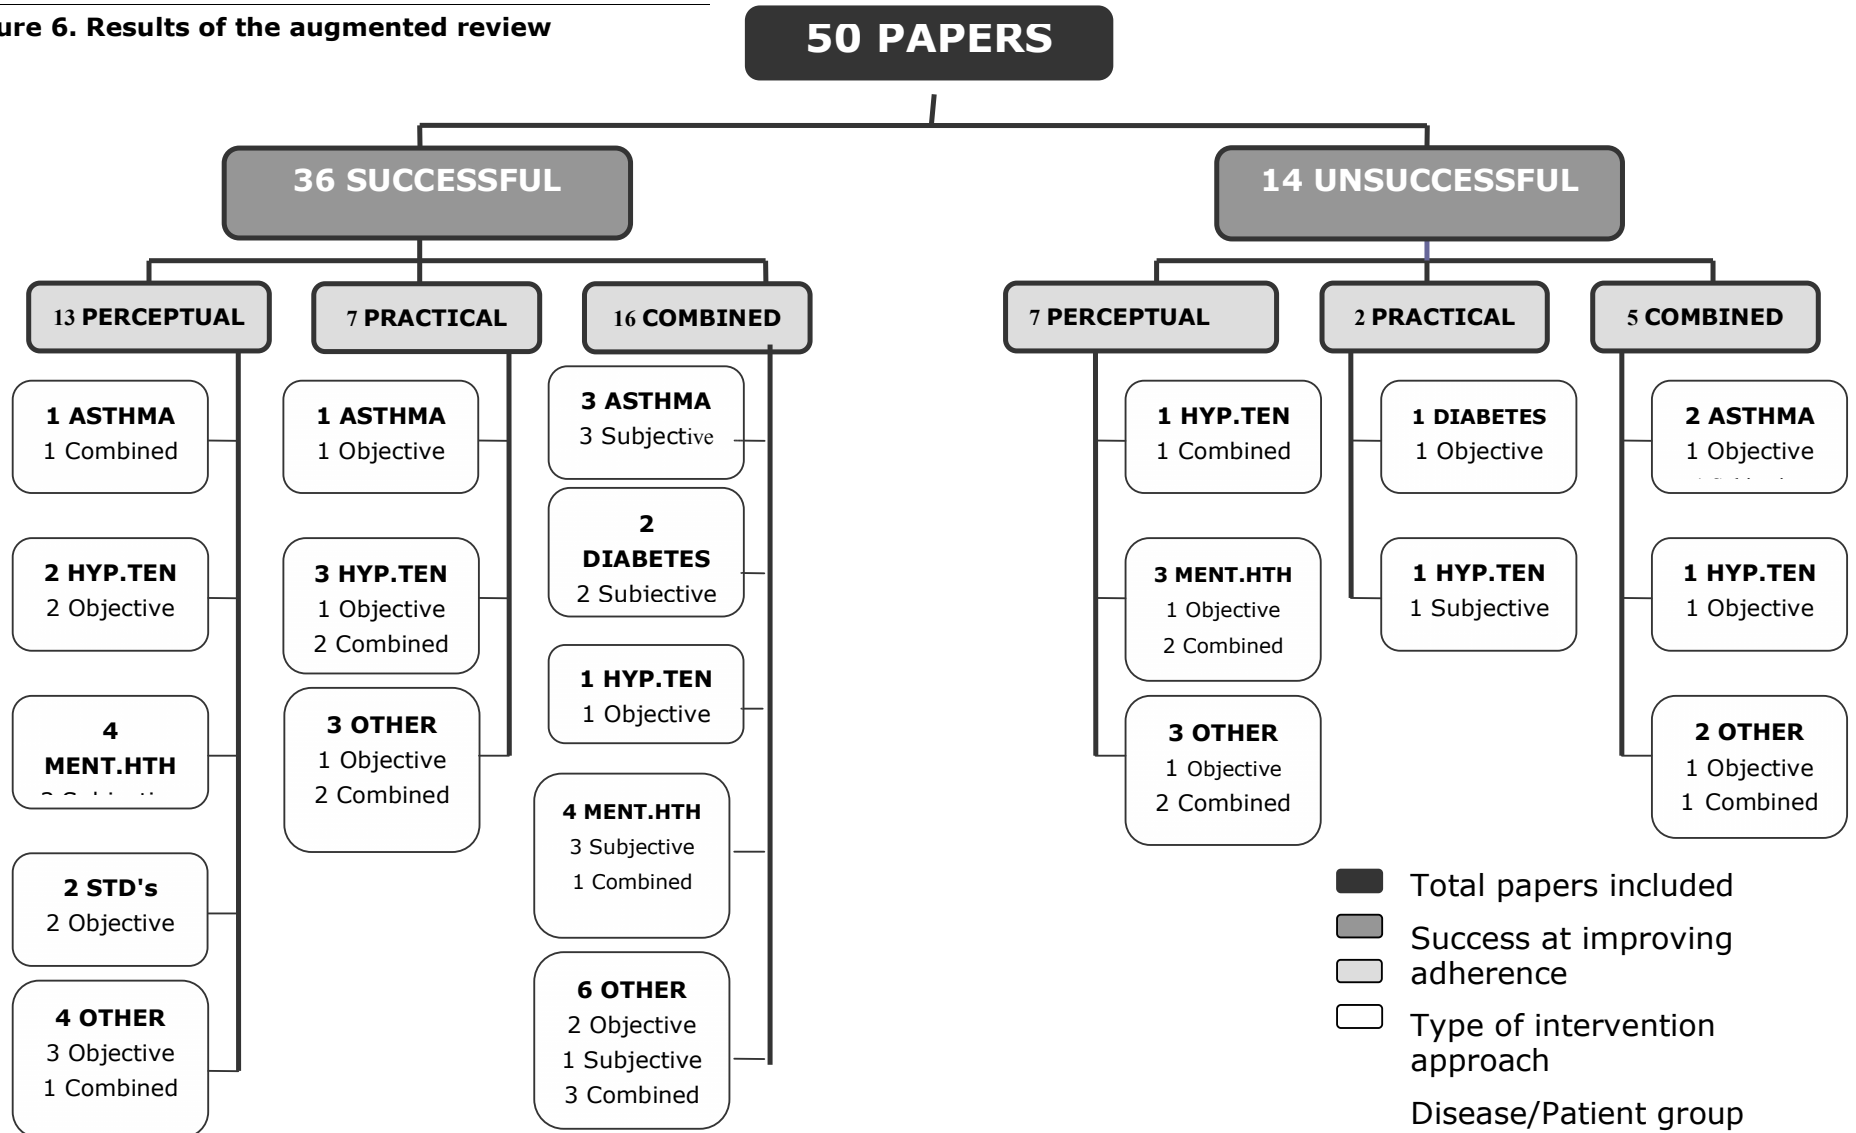 ure 6. Results of the augmented review
50 PAPERS
36 SUCCESSFUL
14 UNSUCCESSFUL
13 PERCEPTUAL
7 PRACTICAL
16 COMBINED
7 PERCEPTUAL
2 PRACTICAL
5 COMBINED
1 ASTHMA
1 Combined
2 HYP.TEN
2 Objective
4
MENT.HTH
2 STD's
2 Objective
4 OTHER
3 Objective
1 Combined
1 ASTHMA
1 Objective
3 HYP.TEN
1 Objective
2 Combined
3 OTHER
1 Objective
2 Combined
3 ASTHMA
3 Subjective
2
DIABETES
2 Subjective
1 HYP.TEN
1 Objective
4 MENT.HTH
3 Subjective
1 Combined
6 OTHER
2 Objective
1 Subjective
3 Combined
1 HYP.TEN
1 Combined
3 MENT.HTH
1 Objective
2 Combined
3 OTHER
1 Objective
2 Combined
1 DIABETES
1 Objective
1 HYP.TEN
1 Subjective
2 ASTHMA
1 Objective
1 HYP.TEN
1 Objective
2 OTHER
1 Objective
1 Combined
Total papers included
Success at improving
adherence
Type of intervention
approach
Disease/Patient group